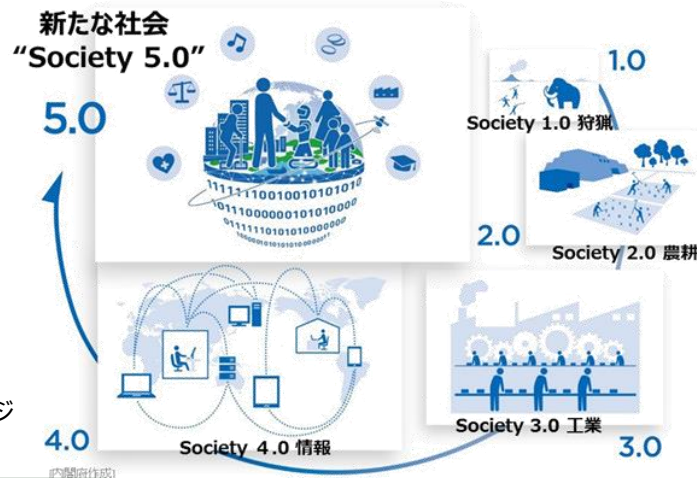 新たな社会
“Society 5.0”
5.0
1.0
Society 1.0 狩猟
2.0
Society 2.0 農耕
Society 3.0 工業
3.0
Society 4.0 情報
4.0
ジ
[内閣府作成]
1111111001001010101010